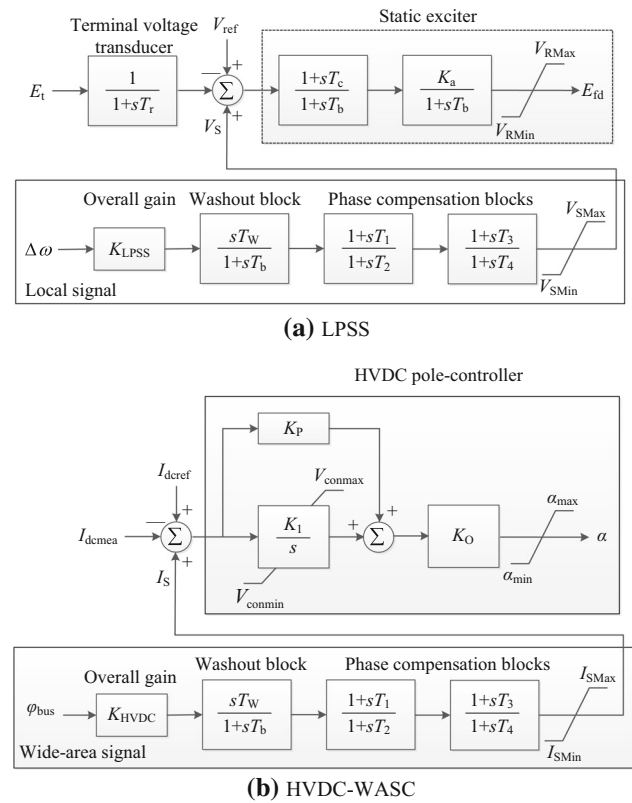 Static exciter
Terminal voltage
transducer
V_ref
E_t
1
1+sT_r
−
+
Σ
+
V_S
1+sT_c
1+sT_b
K_a
1+sT_b
V_RMax
V_RMin
E_fd
Overall gain
Washout block
Phase compensation blocks
Δω
K_LPSS
sT_W
1+sT_b
1+sT_1
1+sT_2
1+sT_3
1+sT_4
V_SMax
V_SMin
Local signal
(a) LPSS
HVDC pole-controller
K_P
I_dcref
V_conmax
I_dcmea
−
+
Σ
+
I_S
K_1
s
V_conmin
+
+
Σ
K_O
α_max
α_min
α
Overall gain
Washout block
Phase compensation blocks
φ_bus
K_HVDC
sT_W
1+sT_b
1+sT_1
1+sT_2
1+sT_3
1+sT_4
I_SMax
I_SMin
Wide-area signal
(b) HVDC-WASC